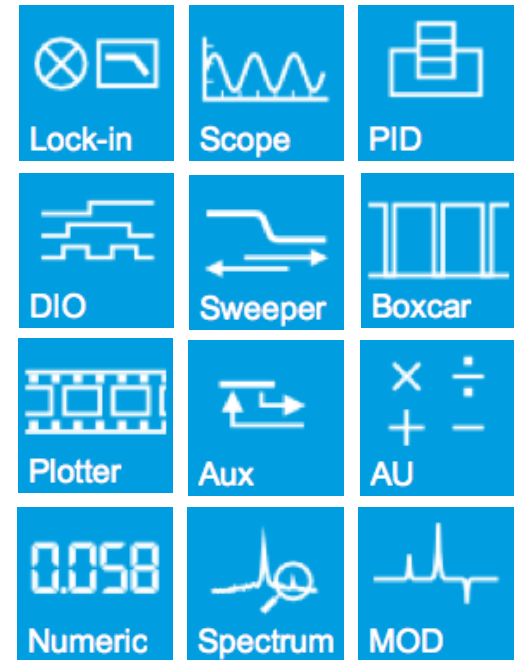 Lock-in
Scope
PID
DIO
Sweeper
Boxcar
Plotter
Aux
AU
0.058
Numeric
Spectrum
MOD